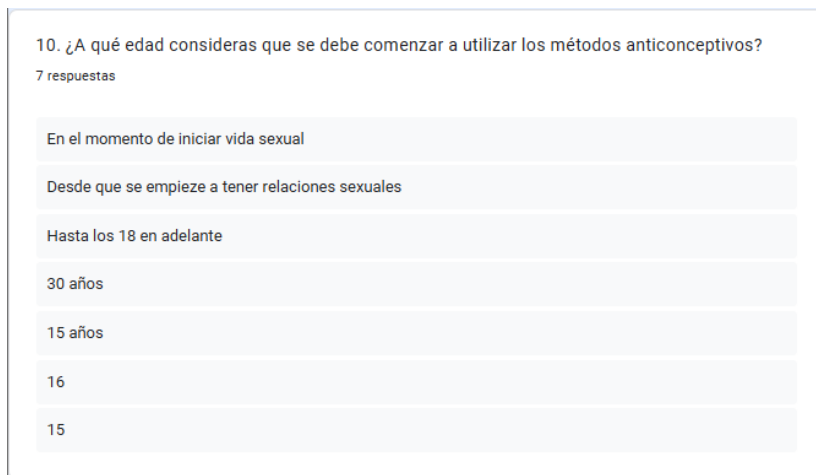 10. ¿A qué edad consideras que se debe comenzar a utilizar los métodos anticonceptivos?
7 respuestas
En el momento de iniciar vida sexual
Desde que se empieze a tener relaciones sexuales
Hasta los 18 en adelante
30 años
15 años
16
15